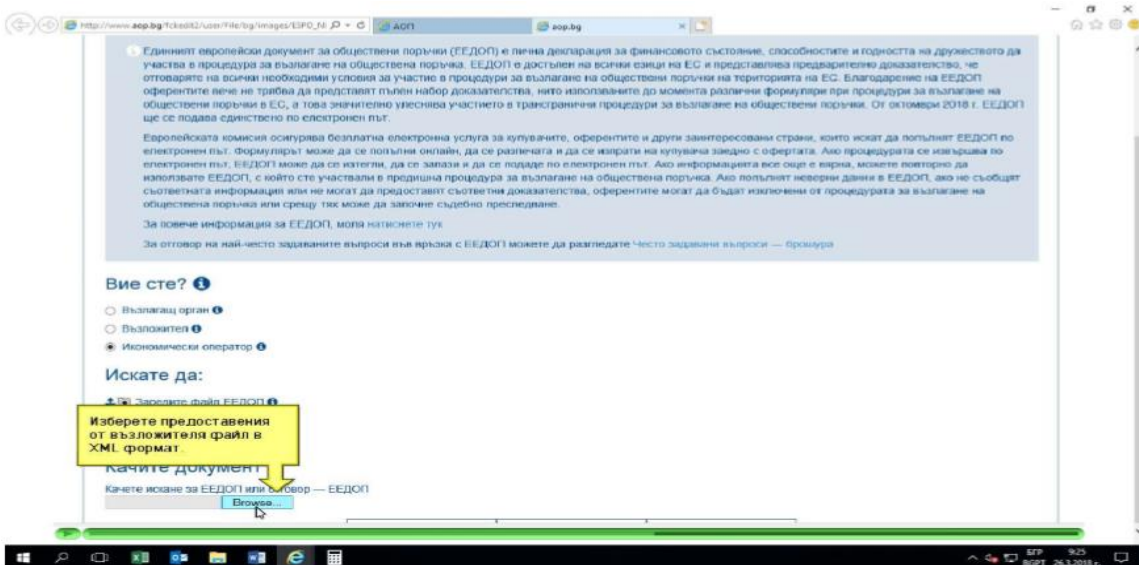 http://www.aop.bg/fckedit2/user/File/bg/images/ESPD_NI
АОП
aop.bg
Единният европейски документ за обществени поръчки (ЕЕДОП) е лична декларация за финансовото състояние, способностите и годността на дружеството да
участва в процедура за възлагане на обществена поръчка. ЕЕДОП е достъпен на всички езици на ЕС и представлява предварително доказателство, че
отговаряте на всички необходими условия за участие в процедури за възлагане на обществени поръчки на територията на ЕС. Благодарение на ЕЕДОП
оферентите вече не трябва да представят пълен набор доказателства, нито използваните до момента различни формуляри при процедури за възлагане на
обществени поръчки в ЕС, а това значително улеснява участието в трансгранични процедури за възлагане на обществени поръчки. От октомври 2018 г. ЕЕДОП
ще се подава единствено по електронен път.
Европейската комисия осигурява безплатна електронна услуга за купувачите, оферентите и други заинтересовани страни, които искат да попълнят ЕЕДОП по
електронен път. Формулярът може да се попълни онлайн, да се разпечата и да се изпрати на купувача заедно с офертата. Ако процедурата се извършва по
електронен път, ЕЕДОП може да се изтегли, да се запази и да се подаде по електронен път. Ако информацията все още е вярна, можете повторно да
използвате ЕЕДОП, с който сте участвали в предишна процедура за възлагане на обществена поръчка. Ако попълнят неверни данни в ЕЕДОП, ако не съобщят
съответната информация или не могат да предоставят съответни доказателства, оферентите могат да бъдат изключени от процедурата за възлагане на
обществена поръчка или срещу тях може да започне съдебно преследване.
За повече информация за ЕЕДОП, моля натиснете тук
За отговор на най-често задаваните въпроси във връзка с ЕЕДОП можете да разгледате Често задавани въпроси — брошура
Вие сте?
Възлагащ орган
Възложител
Икономически оператор
Искате да:
Заредите файл ЕЕДОП
Изберете предоставения
от възложителя файл в
XML формат.
Качите документ
Качете искане за ЕЕДОП или отговор — ЕЕДОП
Browse...
БГР
9:25
BGPT
26.3.2018 г.